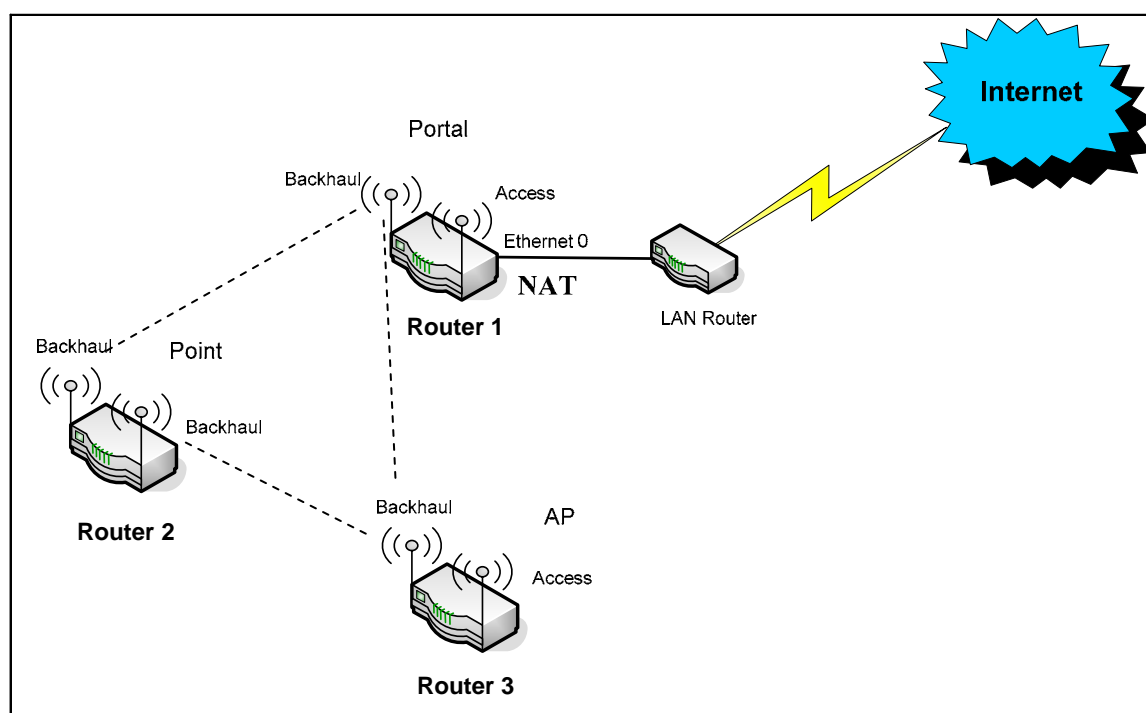 Internet
Portal
Backhaul
Access
Ethernet 0
NAT
LAN Router
Router 1
Backhaul
Point
Backhaul
Router 2
Backhaul
AP
Access
Router 3